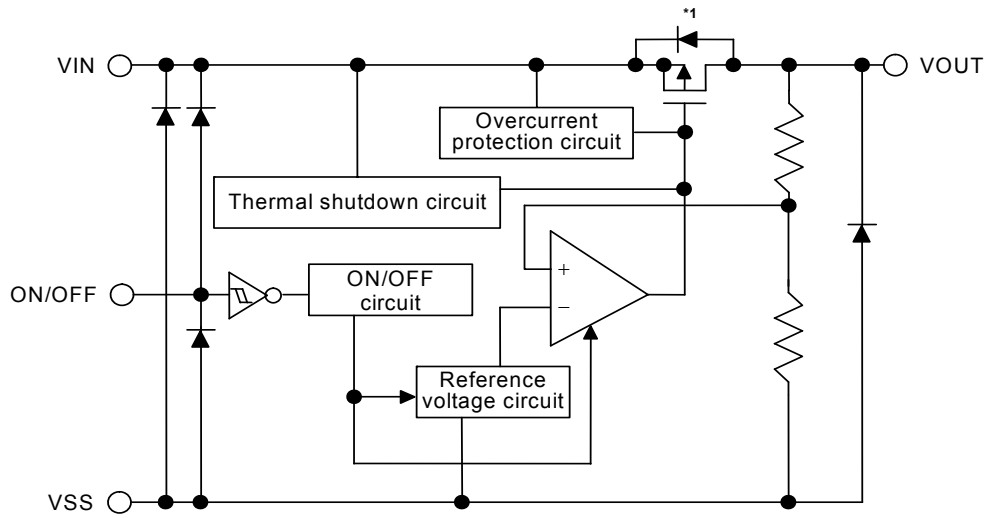 *1
VIN
VOUT
Overcurrent
protection circuit
Thermal shutdown circuit
ON/OFF
ON/OFF
circuit
+
−
Reference
voltage circuit
VSS